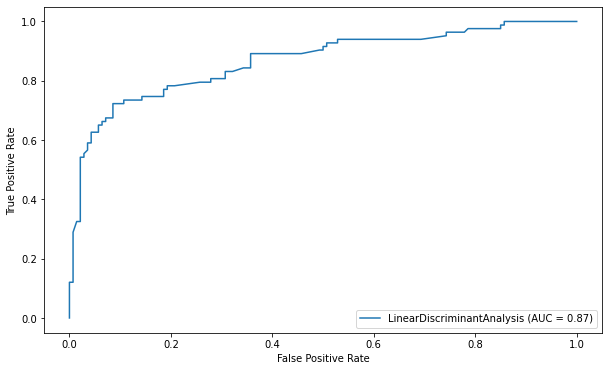 1.0
0.8
0.6
0.4
0.2
0.0
True Positive Rate
LinearDiscriminantAnalysis (AUC = 0.87)
0.0 0.2 0.4 0.6 0.8 1.0
False Positive Rate